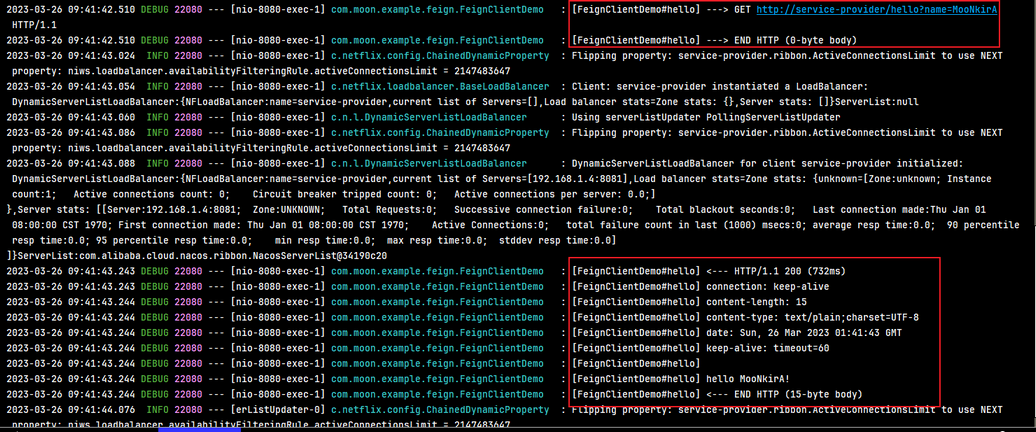 2023-03-26 09:41:42.510 DEBUG 22080 --- [nio-8080-exec-1] com.moon.example.feign.FeignClientDemo : [FeignClientDemo#hello] ---> GET http://service-provider/hello?name=MooNkirA
HTTP/1.1
2023-03-26 09:41:42.510 DEBUG 22080 --- [nio-8080-exec-1] com.moon.example.feign.FeignClientDemo : [FeignClientDemo#hello] ---> END HTTP (0-byte body)
2023-03-26 09:41:43.024 INFO 22080 --- [nio-8080-exec-1] c.netflix.config.ChainedDynamicProperty : Flipping property: service-provider.ribbon.ActiveConnectionsLimit to use NEXT
property: niws.loadbalancer.availabilityFilteringRule.activeConnectionsLimit = 2147483647
2023-03-26 09:41:43.054 INFO 22080 --- [nio-8080-exec-1] c.netflix.loadbalancer.BaseLoadBalancer : Client: service-provider instantiated a LoadBalancer:
DynamicServerListLoadBalancer:{NFLoadBalancer:name=service-provider,current list of Servers=[],Load balancer stats=Zone stats: {},Server stats: []}ServerList:null
2023-03-26 09:41:43.060 INFO 22080 --- [nio-8080-exec-1] c.n.l.DynamicServerListLoadBalancer : Using serverListUpdater PollingServerListUpdater
2023-03-26 09:41:43.086 INFO 22080 --- [nio-8080-exec-1] c.netflix.config.ChainedDynamicProperty : Flipping property: service-provider.ribbon.ActiveConnectionsLimit to use NEXT
property: niws.loadbalancer.availabilityFilteringRule.activeConnectionsLimit = 2147483647
2023-03-26 09:41:43.088 INFO 22080 --- [nio-8080-exec-1] c.n.l.DynamicServerListLoadBalancer : DynamicServerListLoadBalancer for client service-provider initialized:
DynamicServerListLoadBalancer:{NFLoadBalancer:name=service-provider,current list of Servers=[192.168.1.4:8081],Load balancer stats=Zone stats: {unknown=[Zone:unknown; Instance
count:1; Active connections count: 0; Circuit breaker tripped count: 0; Active connections per server: 0.0;]
},Server stats: [[Server:192.168.1.4:8081; Zone:UNKNOWN; Total Requests:0; Successive connection failure:0; Total blackout seconds:0; Last connection made:Thu Jan 01
08:00:00 CST 1970; First connection made: Thu Jan 01 08:00:00 CST 1970; Active Connections:0; total failure count in last (1000) msecs:0; average resp time:0.0; 90 percentile
resp time:0.0; 95 percentile resp time:0.0; min resp time:0.0; max resp time:0.0; stddev resp time:0.0]
]}ServerList:com.alibaba.cloud.nacos.ribbon.NacosServerList@34190c20
2023-03-26 09:41:43.243 DEBUG 22080 --- [nio-8080-exec-1] com.moon.example.feign.FeignClientDemo : [FeignClientDemo#hello] <--- HTTP/1.1 200 (732ms)
2023-03-26 09:41:43.243 DEBUG 22080 --- [nio-8080-exec-1] com.moon.example.feign.FeignClientDemo : [FeignClientDemo#hello] connection: keep-alive
2023-03-26 09:41:43.243 DEBUG 22080 --- [nio-8080-exec-1] com.moon.example.feign.FeignClientDemo : [FeignClientDemo#hello] content-length: 15
2023-03-26 09:41:43.244 DEBUG 22080 --- [nio-8080-exec-1] com.moon.example.feign.FeignClientDemo : [FeignClientDemo#hello] content-type: text/plain;charset=UTF-8
2023-03-26 09:41:43.244 DEBUG 22080 --- [nio-8080-exec-1] com.moon.example.feign.FeignClientDemo : [FeignClientDemo#hello] date: Sun, 26 Mar 2023 01:41:43 GMT
2023-03-26 09:41:43.244 DEBUG 22080 --- [nio-8080-exec-1] com.moon.example.feign.FeignClientDemo : [FeignClientDemo#hello] keep-alive: timeout=60
2023-03-26 09:41:43.244 DEBUG 22080 --- [nio-8080-exec-1] com.moon.example.feign.FeignClientDemo : [FeignClientDemo#hello]
2023-03-26 09:41:43.244 DEBUG 22080 --- [nio-8080-exec-1] com.moon.example.feign.FeignClientDemo : [FeignClientDemo#hello] hello MooNkirA!
2023-03-26 09:41:43.244 DEBUG 22080 --- [nio-8080-exec-1] com.moon.example.feign.FeignClientDemo : [FeignClientDemo#hello] <--- END HTTP (15-byte body)
2023-03-26 09:41:44.076 INFO 22080 --- [erListUpdater-0] c.netflix.config.ChainedDynamicProperty : Flipping property: service-provider.ribbon.ActiveConnectionsLimit to use NEXT
property: niws.loadbalancer.availabilityFilteringRule.activeConnectionsLimit = 2147483647